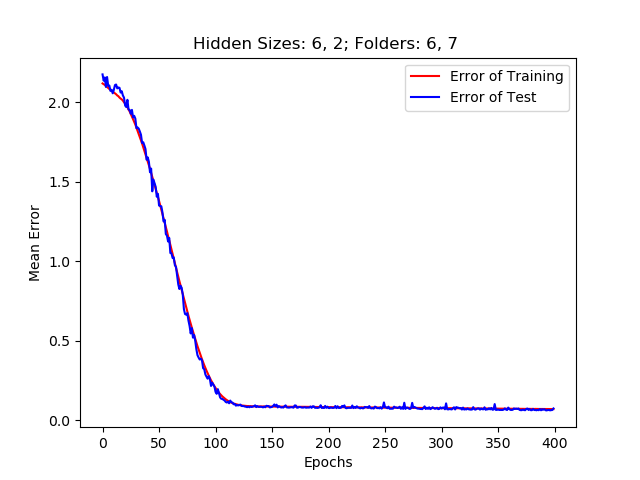 Hidden Sizes: 6, 2; Folders: 6, 7
Error of Training
Error of Test
Mean Error
2.0
1.5
1.0
0.5
0.0
0 50 100 150 200 250 300 350 400
Epochs